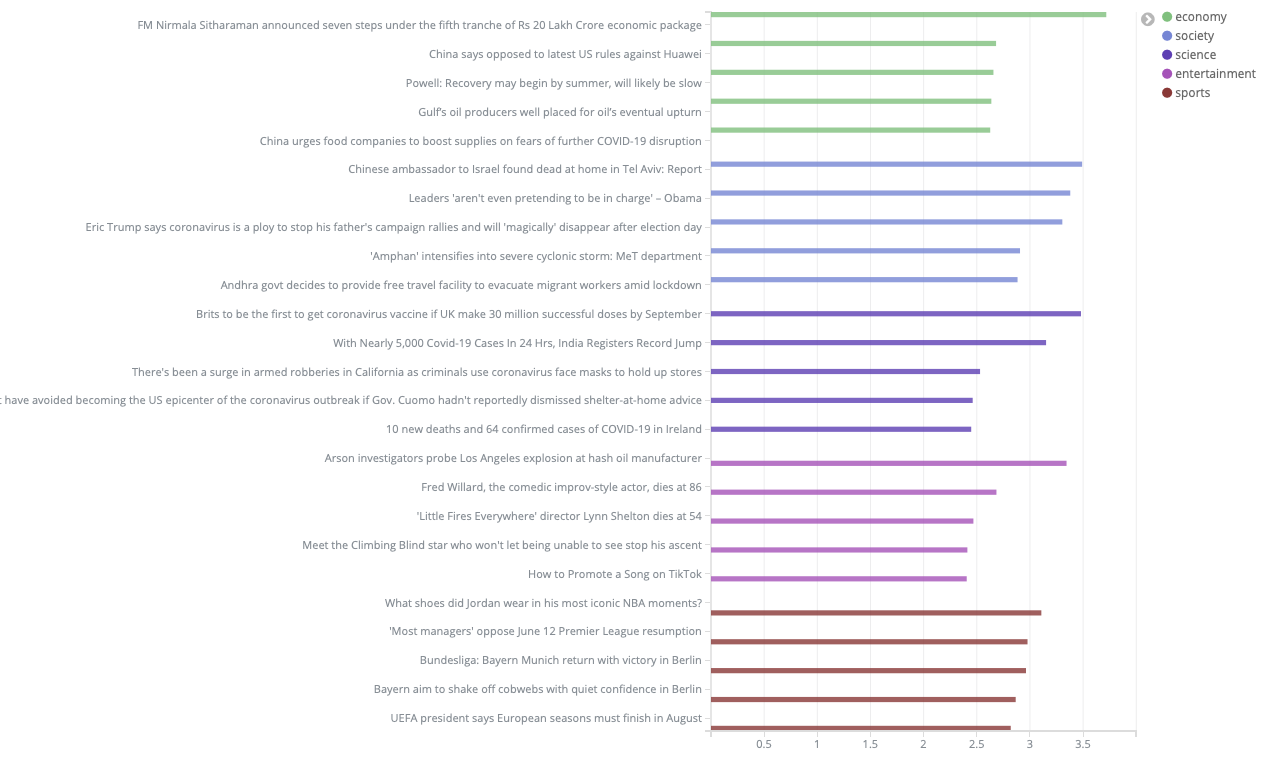 FM Nirmala Sitharaman announced seven steps under the fifth tranche of Rs 20 Lakh Crore economic package
China says opposed to latest US rules against Huawei
Powell: Recovery may begin by summer, will likely be slow
Gulf's oil producers well placed for oil’s eventual upturn
China urges food companies to boost supplies on fears of further COVID-19 disruption
Chinese ambassador to Israel found dead at home in Tel Aviv: Report
Leaders 'aren't even pretending to be in charge' – Obama
Eric Trump says coronavirus is a ploy to stop his father's campaign rallies and will 'magically' disappear after election day
'Amphan' intensifies into severe cyclonic storm: MeT department
Andhra govt decides to provide free travel facility to evacuate migrant workers amid lockdown
Brits to be the first to get coronavirus vaccine if UK make 30 million successful doses by September
With Nearly 5,000 Covid-19 Cases In 24 Hrs, India Registers Record Jump
There's been a surge in armed robberies in California as criminals use coronavirus face masks to hold up stores
have avoided becoming the US epicenter of the coronavirus outbreak if Gov. Cuomo hadn't reportedly dismissed shelter-at-home advice
10 new deaths and 64 confirmed cases of COVID-19 in Ireland
Arson investigators probe Los Angeles explosion at hash oil manufacturer
Fred Willard, the comedic improv-style actor, dies at 86
'Little Fires Everywhere' director Lynn Shelton dies at 54
Meet the Climbing Blind star who won't let being unable to see stop his ascent
How to Promote a Song on TikTok
What shoes did Jordan wear in his most iconic NBA moments?
'Most managers' oppose June 12 Premier League resumption
Bundesliga: Bayern Munich return with victory in Berlin
Bayern aim to shake off cobwebs with quiet confidence in Berlin
UEFA president says European seasons must finish in August
0.5 1 1.5 2 2.5 3 3.5
economy
society
science
entertainment
sports